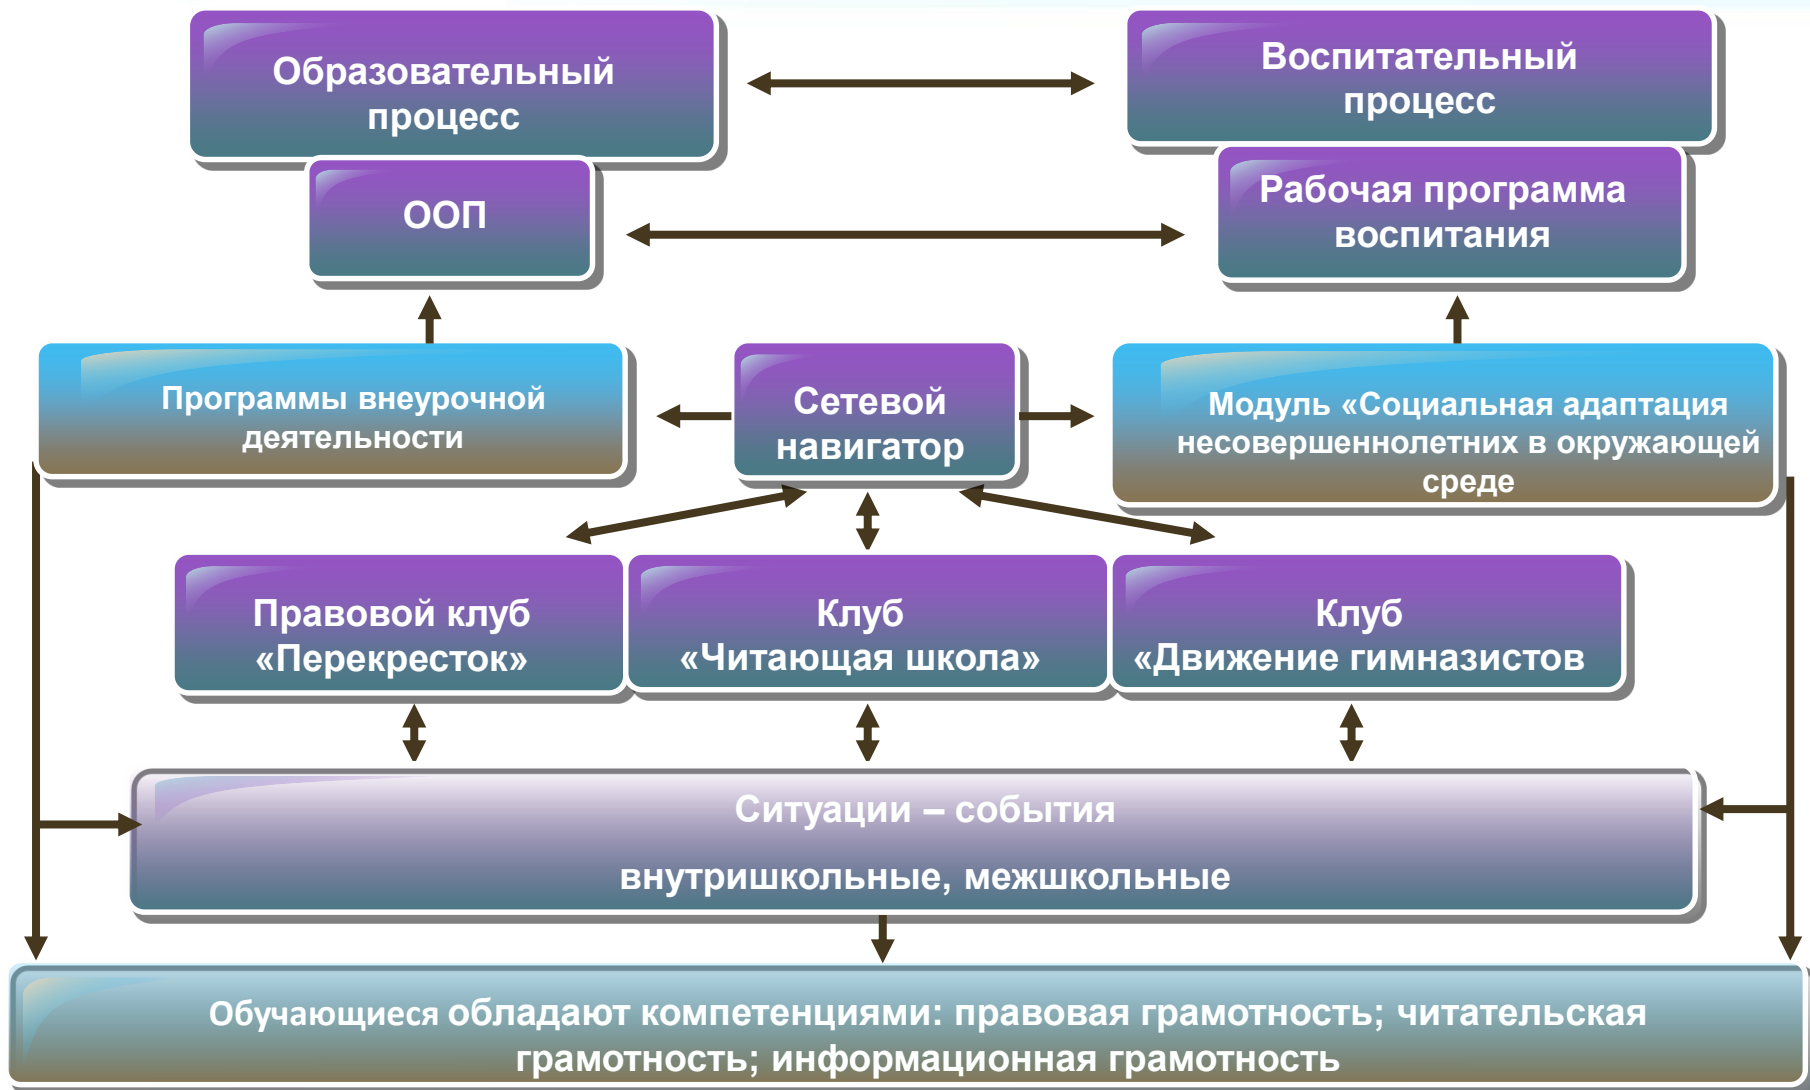 Образовательный
процесс
Воспитательный
процесс
ООП
Рабочая программа
воспитания
Программы внеурочной
деятельности
Сетевой
навигатор
Модуль «Социальная адаптация
несовершеннолетних в окружающей
среде
Правовой клуб
«Перекресток»
Клуб
«Читающая школа»
Клуб
«Движение гимназистов
Ситуации – события
внутришкольные, межшкольные
Обучающиеся обладают компетенциями: правовая грамотность; читательская
грамотность; информационная грамотность